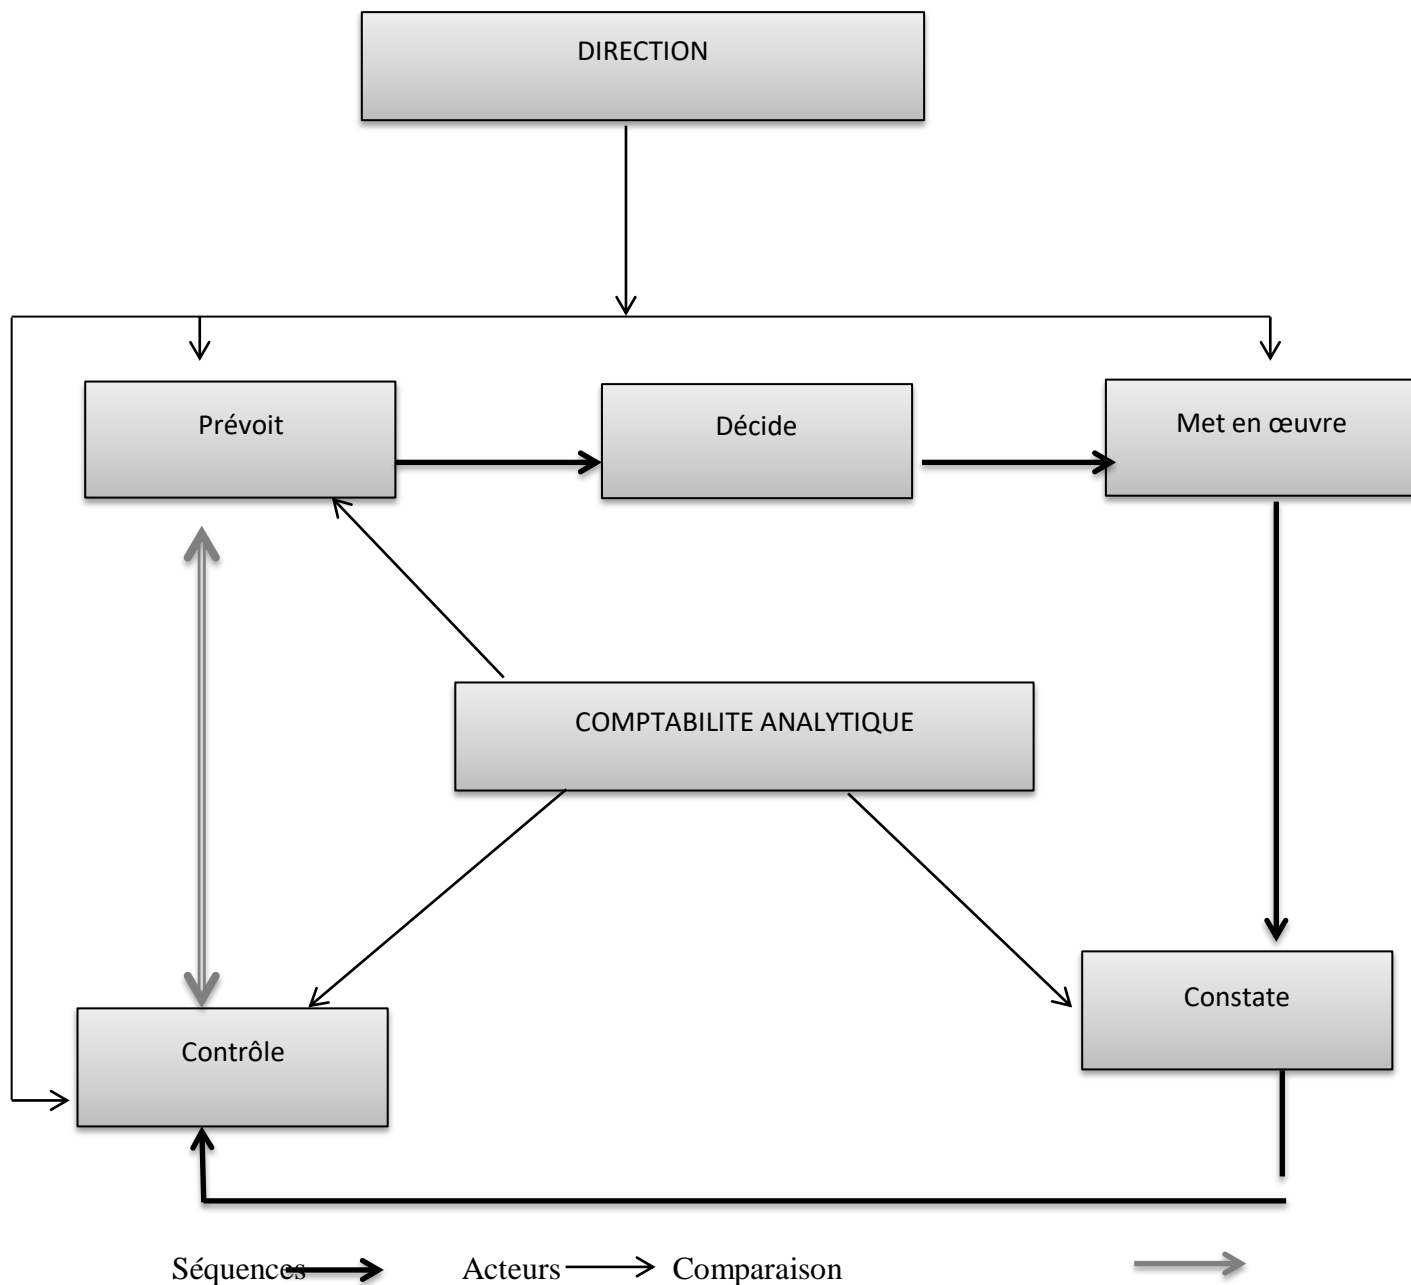 DIRECTION
Prévoit
Décide
Met en œuvre
COMPTABILITE ANALYTIQUE
Constate
Contrôle
Séquences Acteurs Comparaison